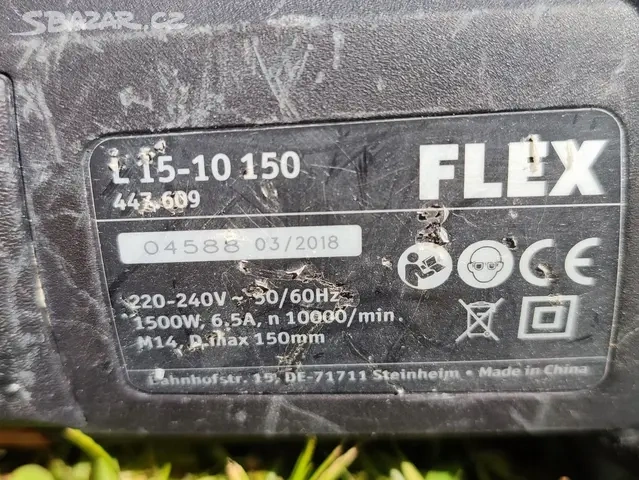 SBAZAR.CZ
L 15-10 150
447.609
FLEX
04588 03/2018
220-240V ~ 50/60Hz
1500W, 6.5A, n 10000/min.
M14, D.max 150mm
CE
Bahnhofstr. 15, DE-71711 Steinheim • Made in China